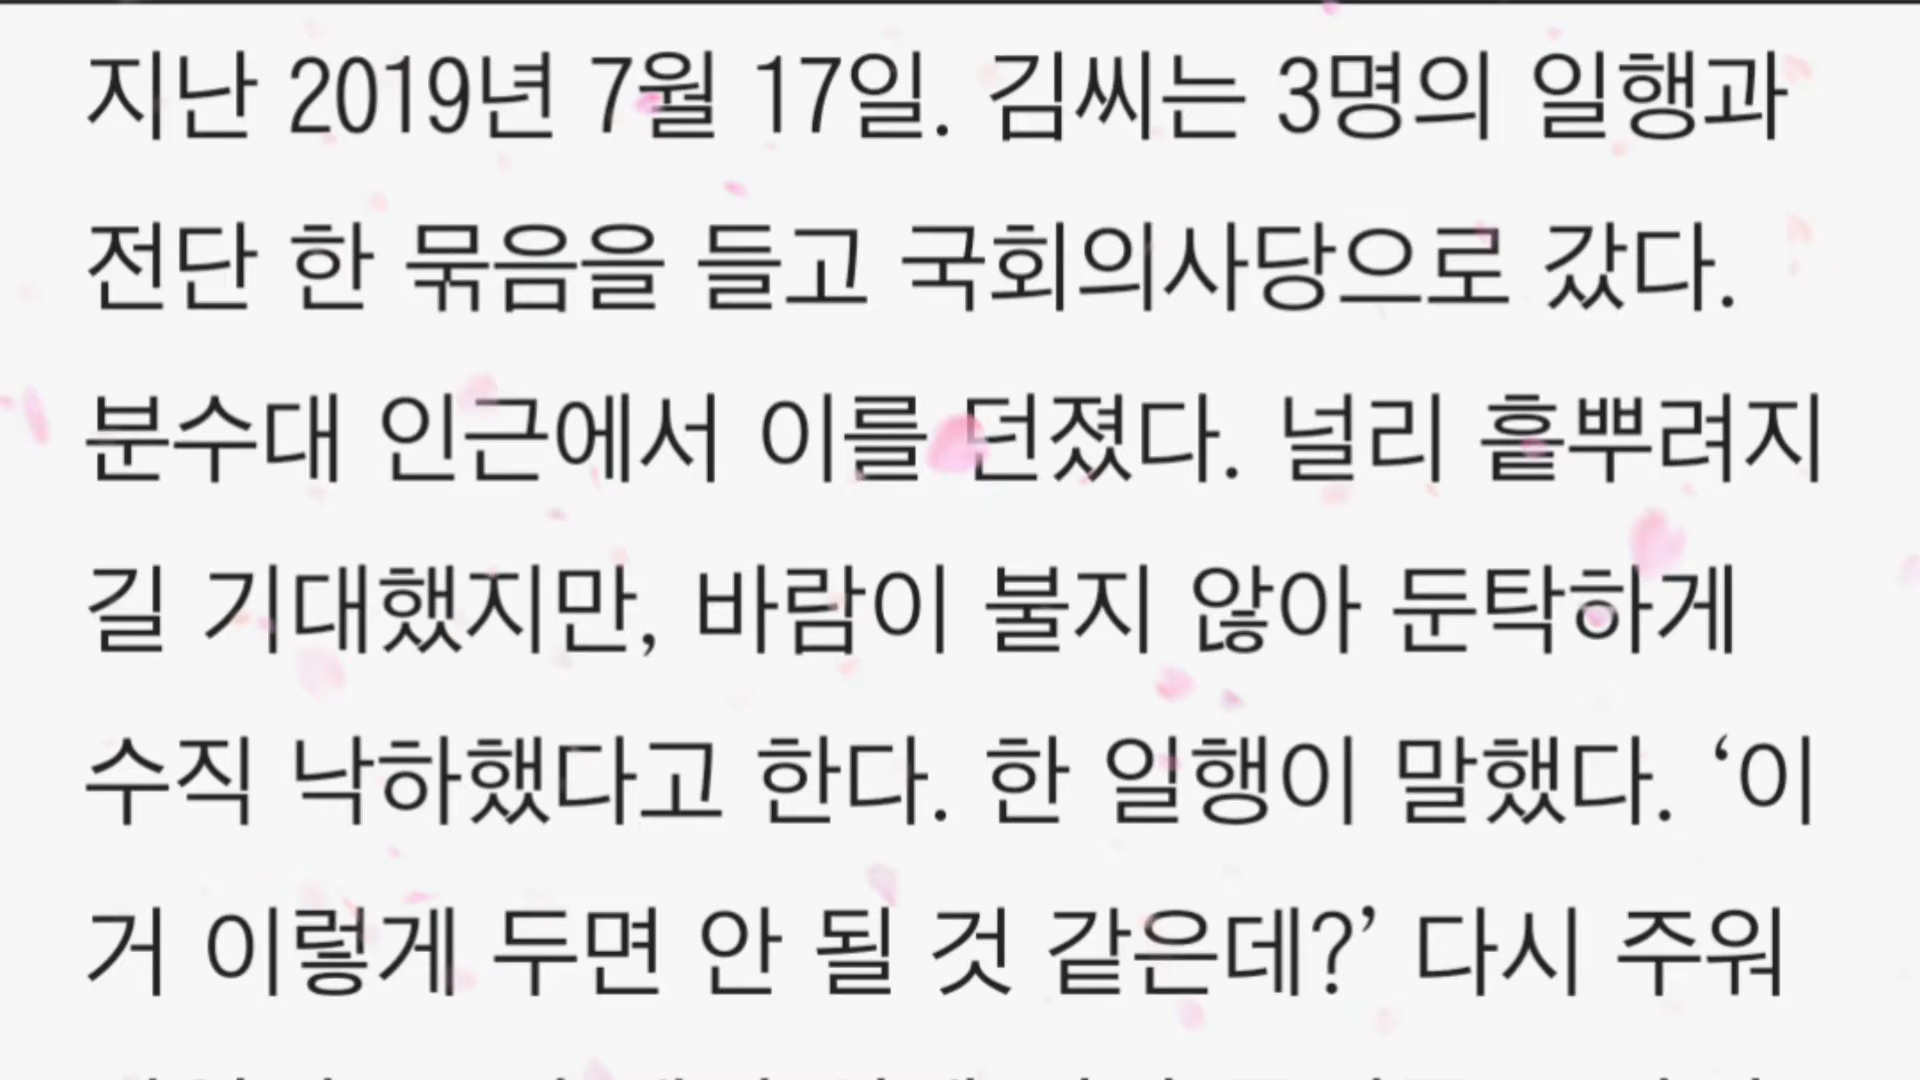 지난 2019년 7월 17일. 김씨는 3명의 일행과
전단 한 묶음을 들고 국회의사당으로 갔다.
분수대 인근에서 이를 던졌다. 널리 흩뿌려지
길 기대했지만, 바람이 불지 않아 둔탁하게
수직 낙하했다고 한다. 한 일행이 말했다. ‘이
거 이렇게 두면 안 될 것 같은데?’ 다시 주워